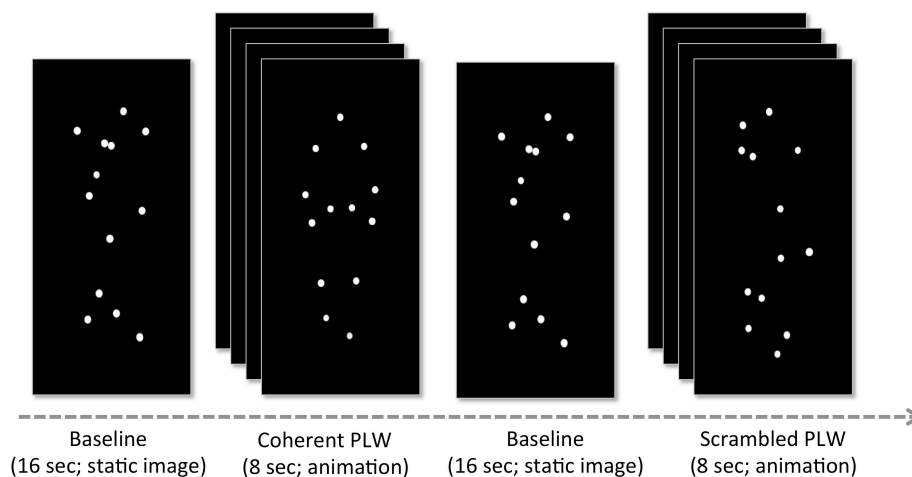 Baseline
(16 sec; static image)
Coherent PLW
(8 sec; animation)
Baseline
(16 sec; static image)
Scrambled PLW
(8 sec; animation)